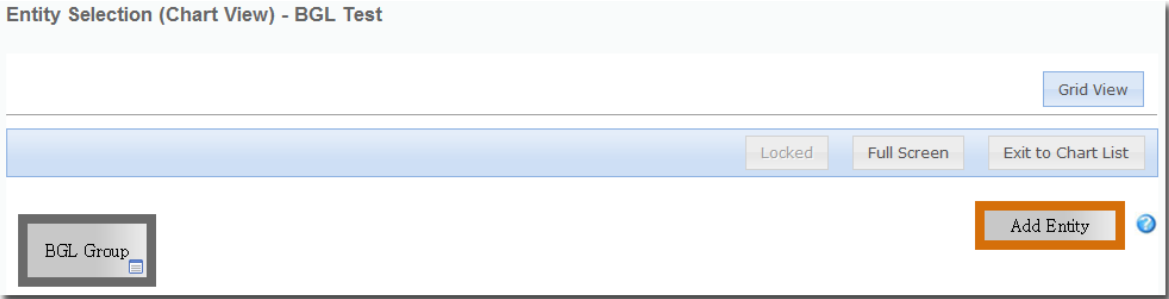 Entity Selection (Chart View) - BGL Test
Grid View
Locked
Full Screen
Exit to Chart List
Add Entity
?
BGL Group